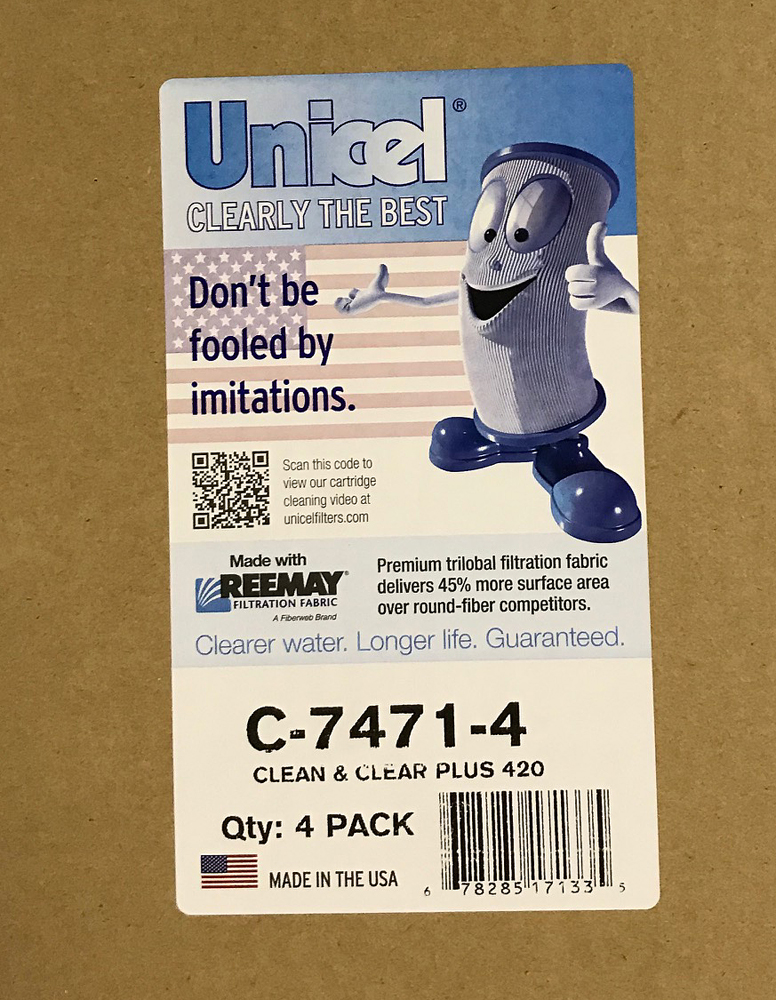 Unicel®
CLEARLY THE BEST
Don't be
fooled by
imitations.
Scan this code to
view our cartridge
cleaning video at
unicelfilters.com
Made with
REEMAY®
FILTRATION FABRIC
A Fiberweb Brand
Premium trilobal filtration fabric
delivers 45% more surface area
over round-fiber competitors.
Clearer water. Longer life. Guaranteed.
C-7471-4
CLEAN & CLEAR PLUS 420
Qty: 4 PACK
MADE IN THE USA
6 78285 17133 5